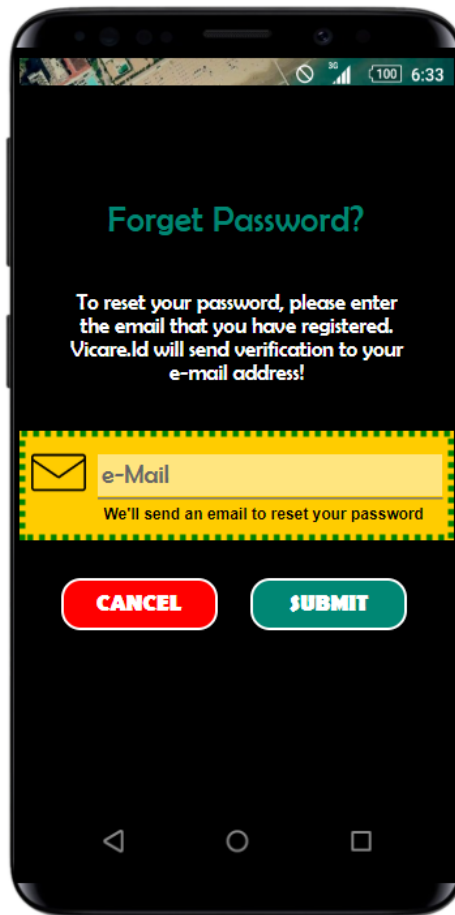 3G 100 6:33
Forget Password?
To reset your password, please enter
the email that you have registered.
Vicare.Id will send verification to your
e-mail address!
e-Mail
We'll send an email to reset your password
CANCEL SUBMIT